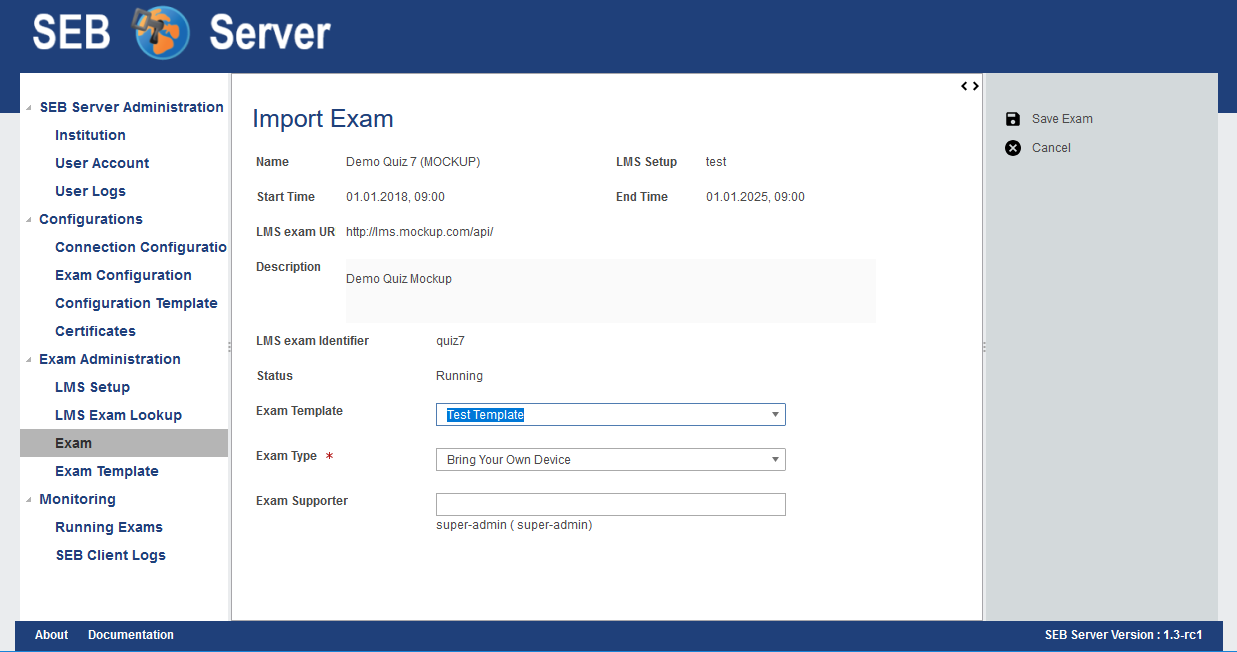 SEB Server
SEB Server Administration
Institution
User Account
User Logs
Configurations
Connection Configuratio
Exam Configuration
Configuration Template
Certificates
Exam Administration
LMS Setup
LMS Exam Lookup
Exam
Exam Template
Monitoring
Running Exams
SEB Client Logs
Import Exam
Name Demo Quiz 7 (MOCKUP) LMS Setup test
Start Time 01.01.2018, 09:00 End Time 01.01.2025, 09:00
LMS exam UR http://lms.mockup.com/api/
Description
Demo Quiz Mockup
LMS exam Identifier quiz7
Status Running
Exam Template Test Template
Exam Type * Bring Your Own Device
Exam Supporter
super-admin ( super-admin)
Save Exam
Cancel
About Documentation SEB Server Version : 1.3-rc1